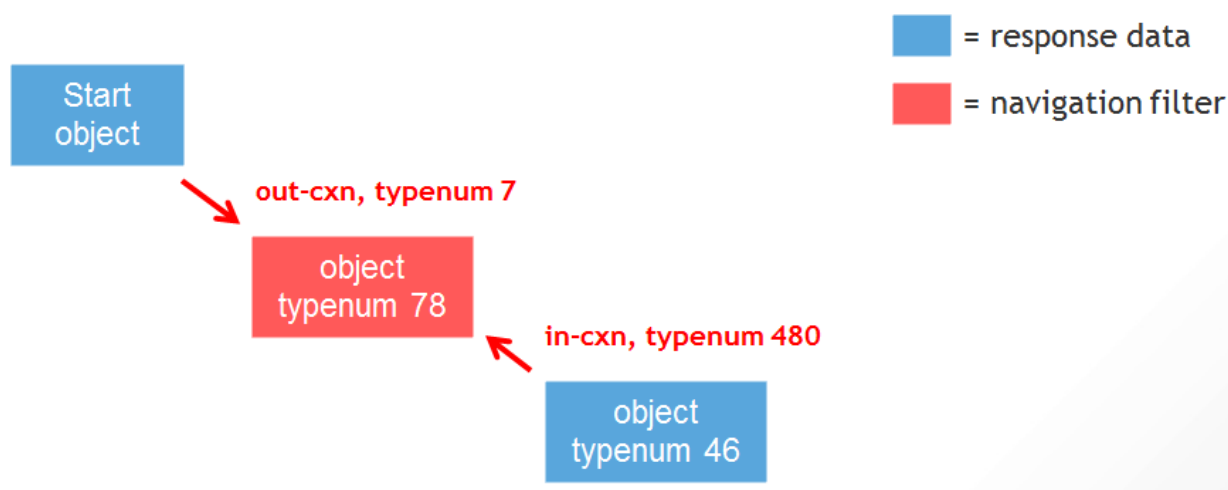 = response data
= navigation filter
Start
object
out-cxn, typenum 7
object
typenum 78
in-cxn, typenum 480
object
typenum 46